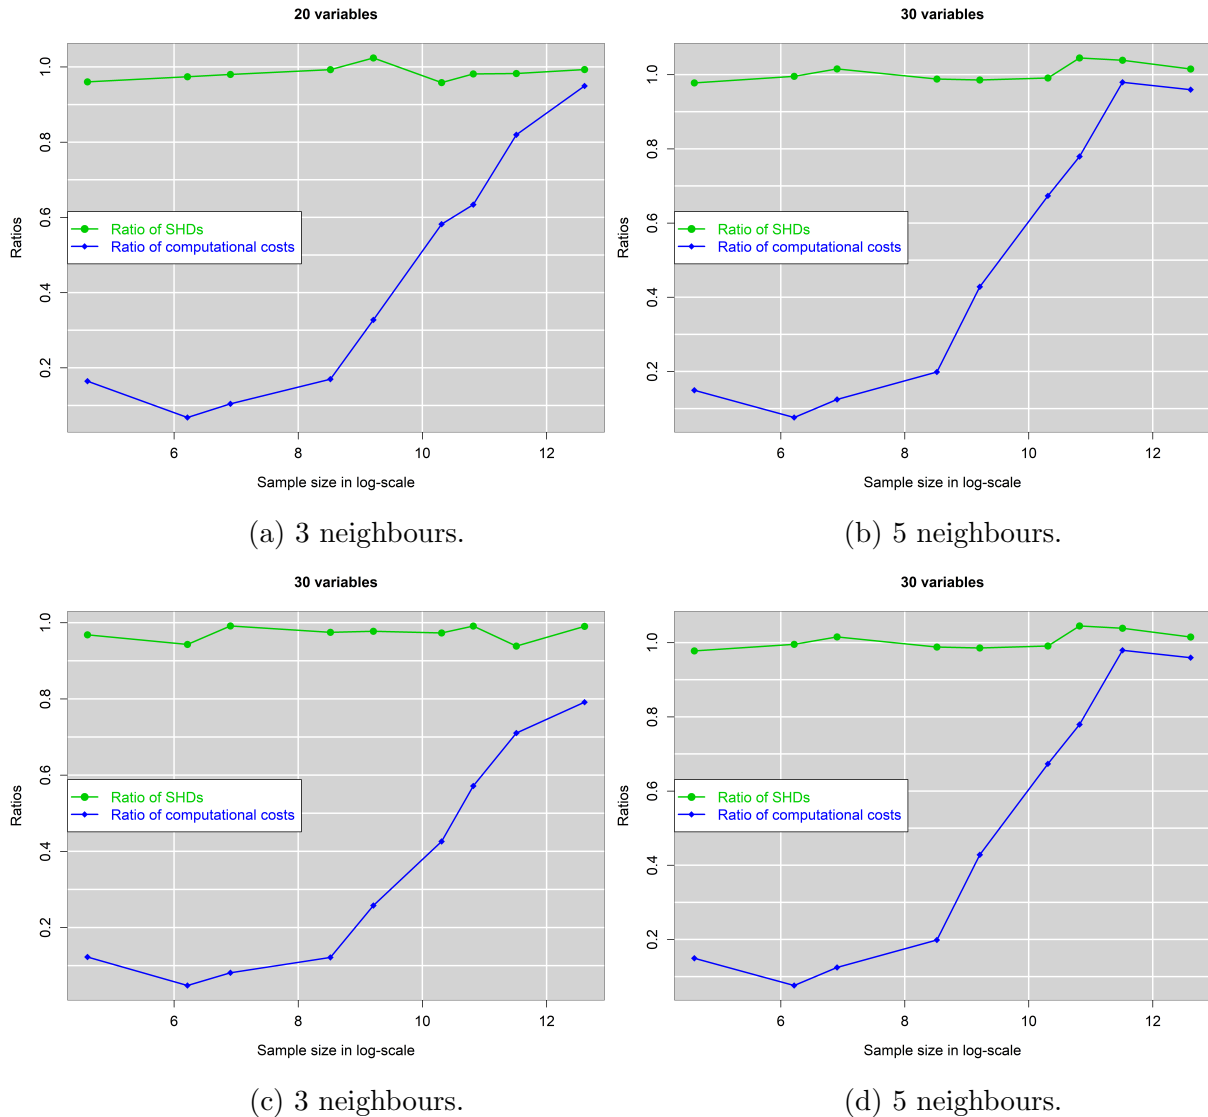 20 variables
1.0
0.8
0.6
0.4
0.2
Ratios
Ratio of SHDs
Ratio of computational costs
6 8 10 12
Sample size in log-scale
(a) 3 neighbours.
30 variables
1.0
0.8
0.6
0.4
0.2
Ratios
Ratio of SHDs
Ratio of computational costs
6 8 10 12
Sample size in log-scale
(b) 5 neighbours.
30 variables
1.0
0.8
0.6
0.4
0.2
Ratios
Ratio of SHDs
Ratio of computational costs
6 8 10 12
Sample size in log-scale
(c) 3 neighbours.
30 variables
1.0
0.8
0.6
0.4
0.2
Ratios
Ratio of SHDs
Ratio of computational costs
6 8 10 12
Sample size in log-scale
(d) 5 neighbours.